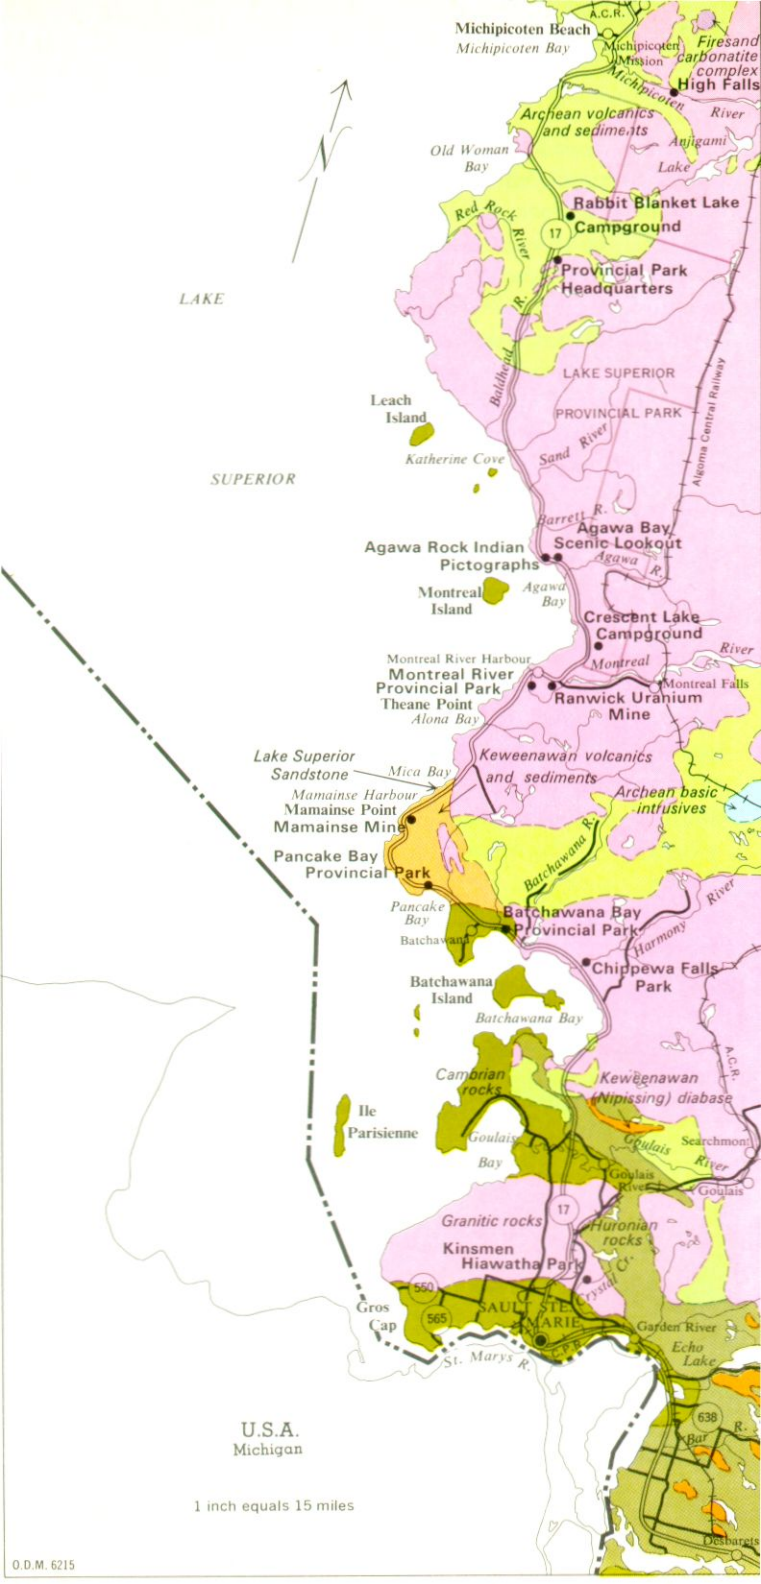 A.C.R.
Michipicoten Beach
Michipicoten Bay
Michipicoten
Mission
Firesand
carbonatite
complex
High Falls
Michipicoten
River
Archean volcanics
and sediments
Anjigami
Lake
Old Woman
Bay
Rabbit Blanket Lake
Campground
Red Rock
River
17
Provincial Park
Headquarters
LAKE
Baldhead
R.
LAKE SUPERIOR
PROVINCIAL PARK
Algoma Central Railway
Leach
Island
Katherine Cove
Sand River
SUPERIOR
Barrett R.
Agawa Bay
Scenic Lookout
Agawa Rock Indian
Pictographs
Agawa
R.
Agawa
Bay
Montreal
Island
Crescent Lake
Campground
River
Montreal
Montreal River Harbour
Montreal River
Provincial Park
Montreal Falls
Theane Point
Ranwick Uranium
Mine
Alona Bay
Lake Superior
Sandstone
Keweenawan volcanics
and sediments
Mica Bay
Mamainse Harbour
Archean basic
intrusives
Mamainse Point
Mamainse Mine
Pancake Bay
Provincial Park
Batchawana R.
Pancake
Bay
Batchawana Bay
Provincial Park
Harmony
River
Batchawana
Chippewa Falls
Park
Batchawana
Island
Batchawana Bay
A.C.R.
Cambrian
rocks
Keweenawan
(Nipissing) diabase
Ile
Parisienne
Goulais
Bay
Goulais
River
Searchmont
Goulais
River
Goulais
Granitic rocks
17
Huronian
rocks
Kinsmen
Hiawatha Park
Crystal Cr.
550
Gros
Cap
565
SAULT STE.
MARIE
C.P.R.
Garden River
Echo
Lake
St. Marys R.
638
Bar
R.
U.S.A.
Michigan
1 inch equals 15 miles
Desbarats
O.D.M. 6215
N